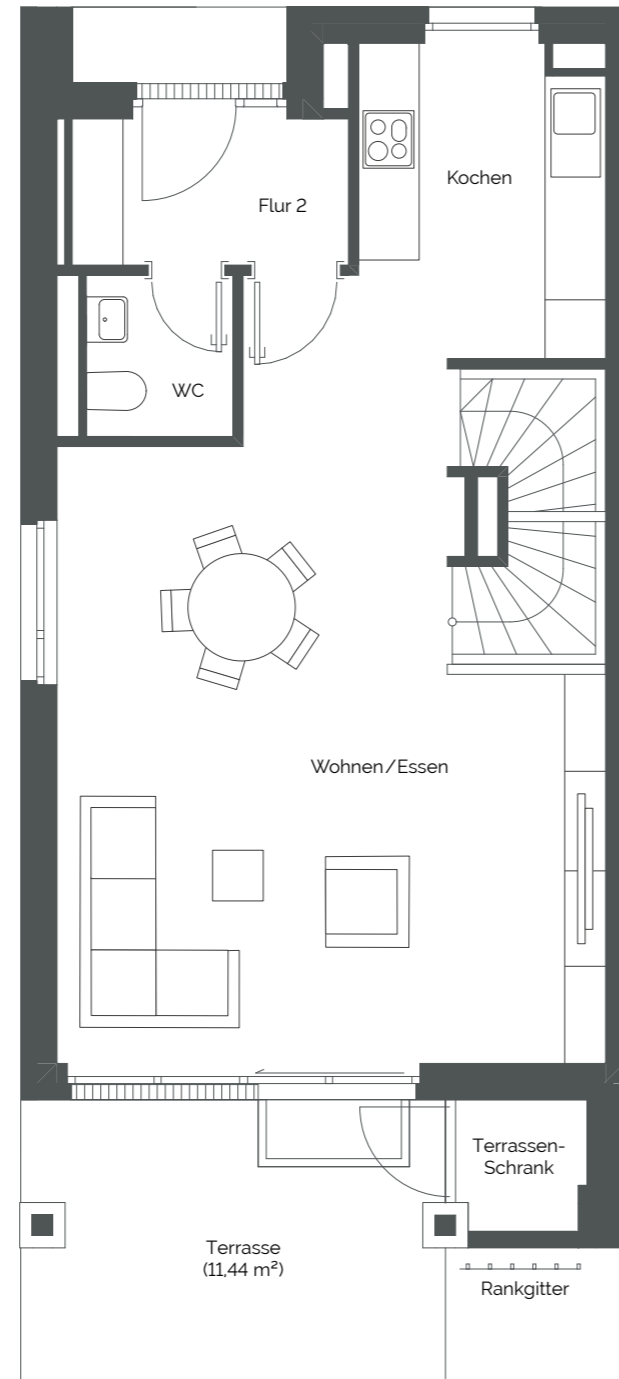 Kochen
Flur 2
WC
Wohnen/Essen
Terrassen-
Schrank
Terrasse
(11,44 m²)
Rankgitter